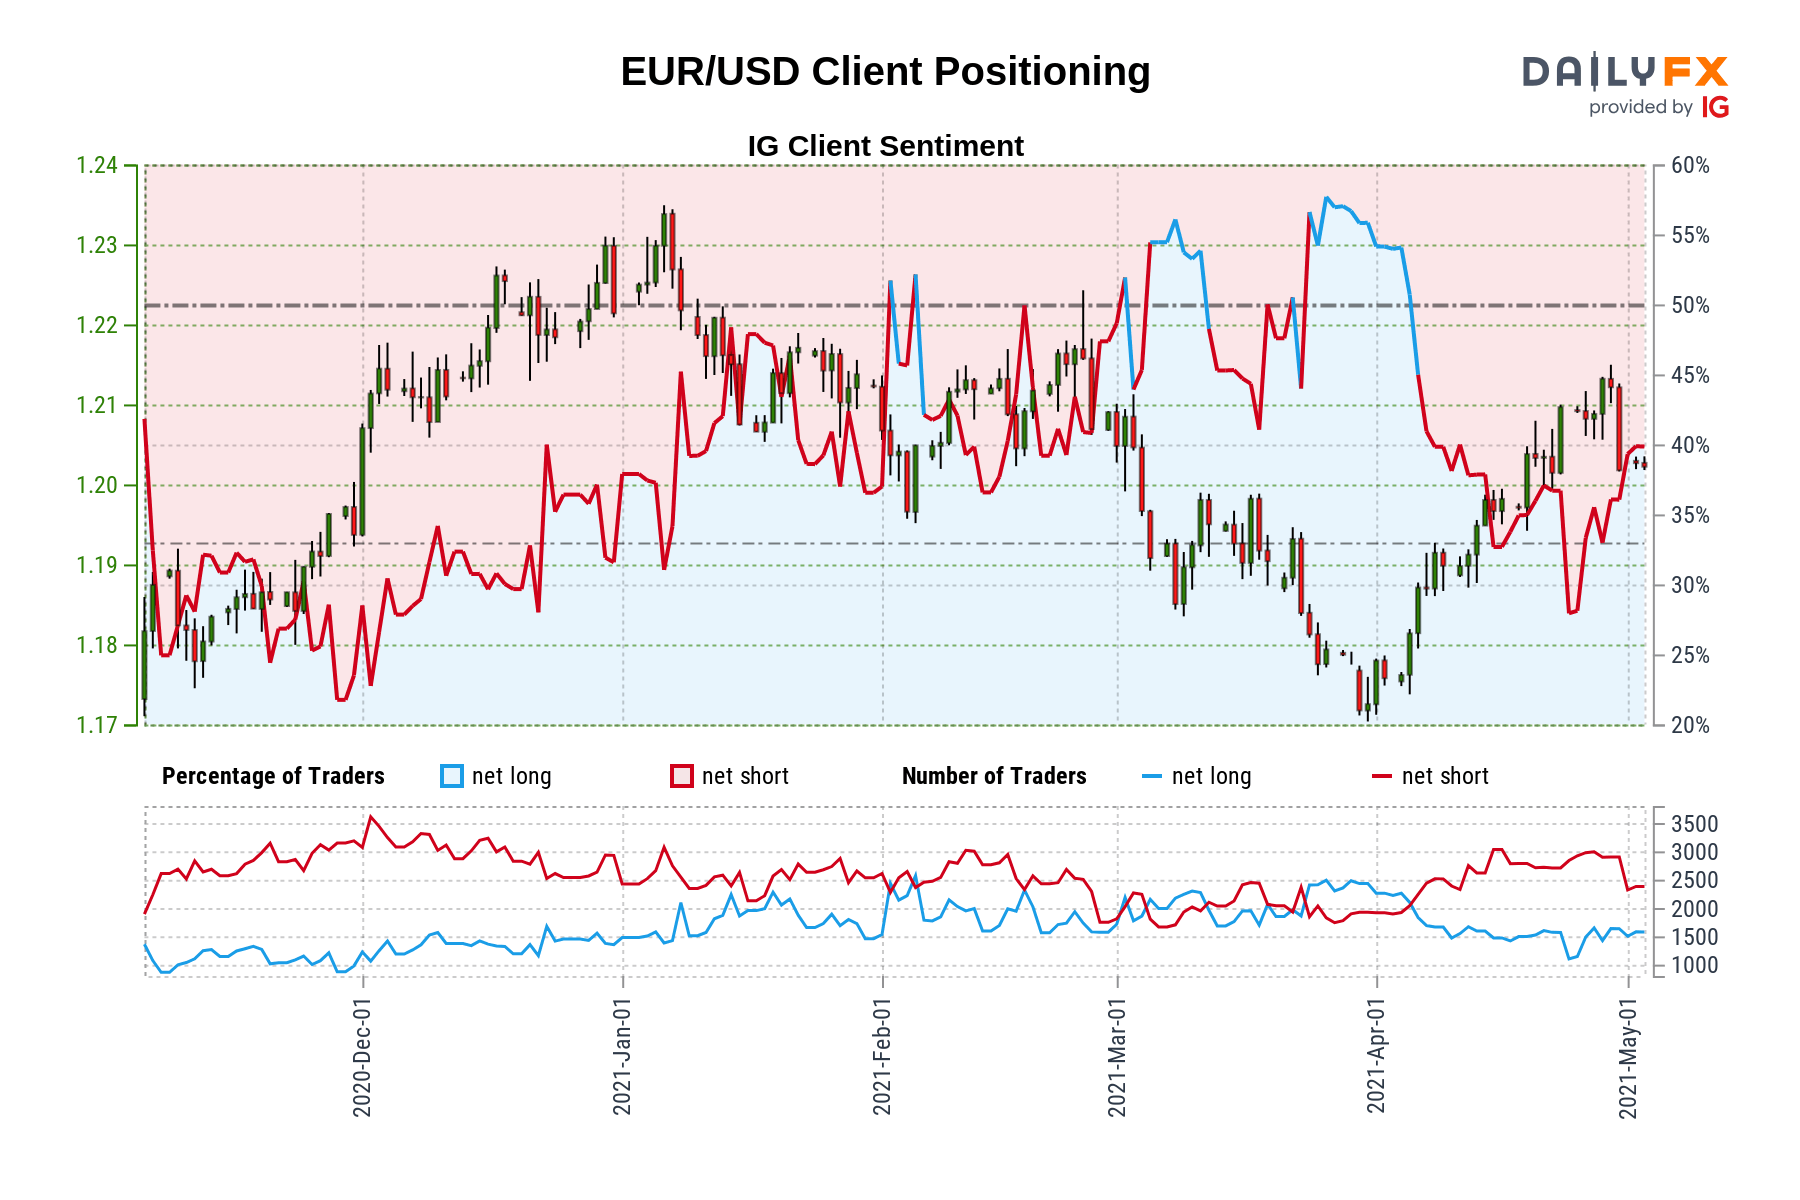 EUR/USD Client Positioning
DAILYFX
provided by IG
IG Client Sentiment
1.24
1.23
1.22
1.21
1.20
1.19
1.18
1.17
60%
55%
50%
45%
40%
35%
30%
25%
20%
Percentage of Traders net long net short Number of Traders net long net short
3500
3000
2500
2000
1500
1000
2020-Dec-01
2021-Jan-01
2021-Feb-01
2021-Mar-01
2021-Apr-01
2021-May-01